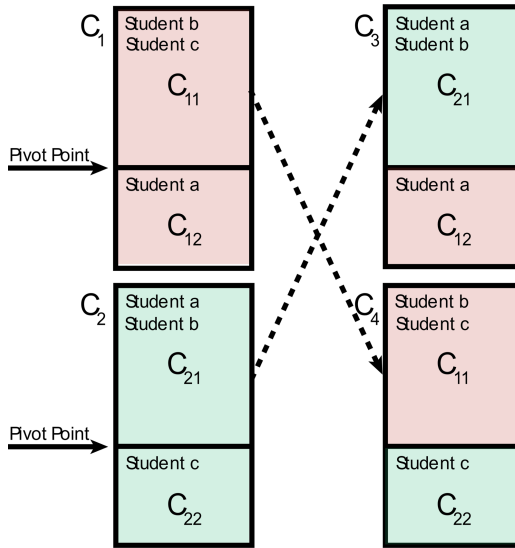 C1
Student b
Student c
C11
Pivot Point
Student a
C12
C2
Student a
Student b
C21
Pivot Point
Student c
C22
C3
Student a
Student b
C21
Student a
C12
C4
Student b
Student c
C11
Student c
C22